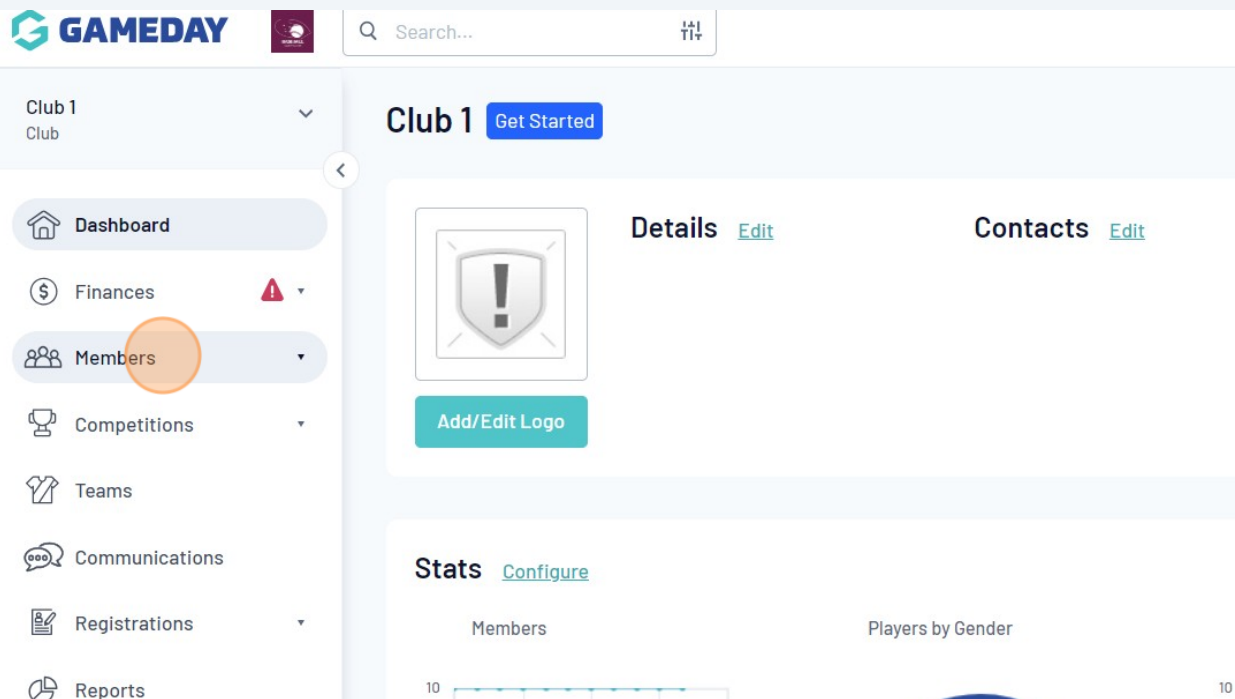 GAMEDAY
Search...
Club 1
Club
Club 1 Get Started
Dashboard
Finances
Members
Competitions
Teams
Communications
Registrations
Reports
Details Edit
Contacts Edit
Add/Edit Logo
Stats Configure
Members
Players by Gender
10
10